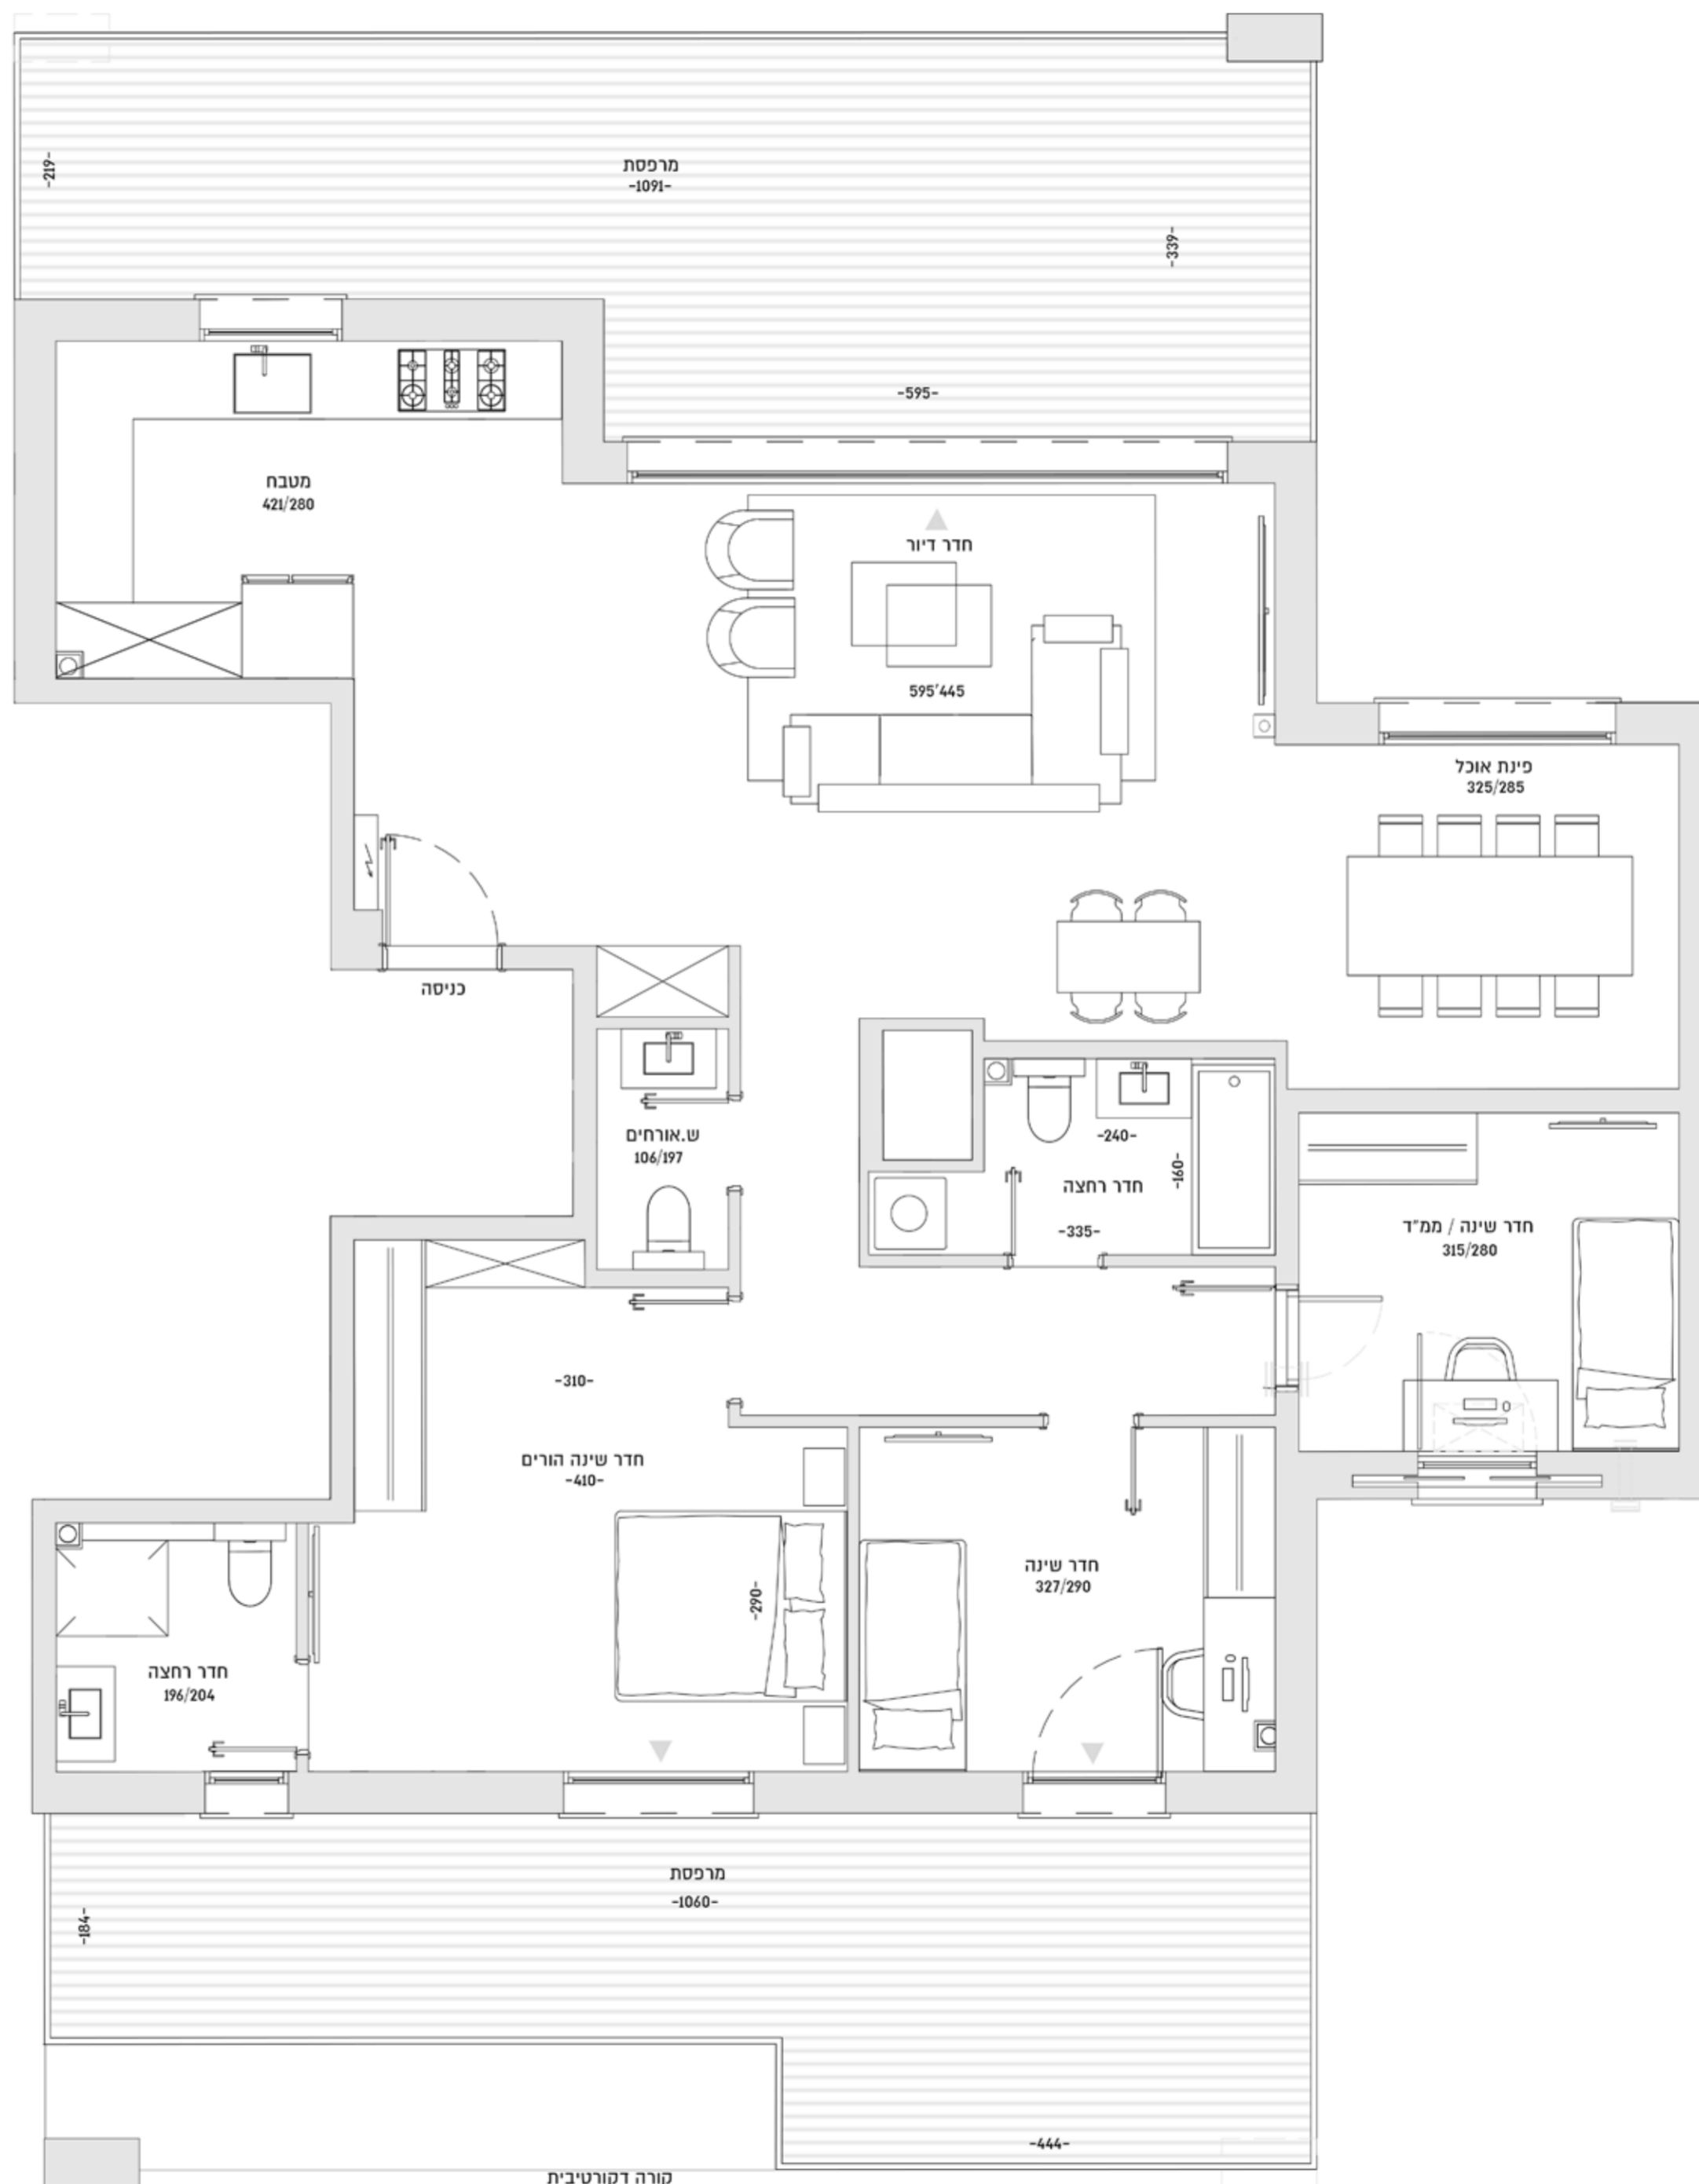 מרפסת
-1091-
-219-
-339-
-595-
מטבח
421/280
חדר דיור
595'445
פינת אוכל
325/285
כניסה
ש.אורחים
106/197
-240-
-160-
חדר רחצה
-335-
חדר שינה / ממ"ד
315/280
-310-
חדר שינה הורים
-410-
-290-
חדר שינה
327/290
חדר רחצה
196/204
מרפסת
-1060-
-184-
-444-
קורה דקורטיבית